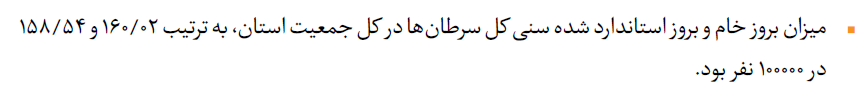 ▪ میزان بروز خام و بروز استاندارد شده سنی کل سرطان‌ها در کل جمعیت استان، به ترتیب ۱۶۰/۰۲ و ۱۵۸/۵۴
در ۱۰۰۰۰۰ نفر بود.